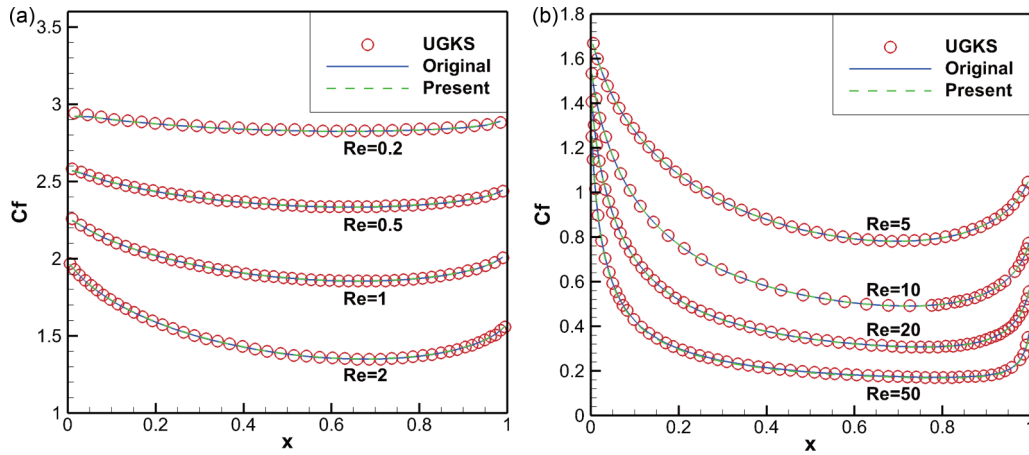 (a)
UGKS
Original
Present
Cf
3.5
3
2.5
2
1.5
1
Re=0.2
Re=0.5
Re=1
Re=2
0 0.2 0.4 0.6 0.8 1
x
(b)
UGKS
Original
Present
Cf
1.8
1.6
1.4
1.2
1
0.8
0.6
0.4
0.2
0
Re=5
Re=10
Re=20
Re=50
0 0.2 0.4 0.6 0.8 1
x